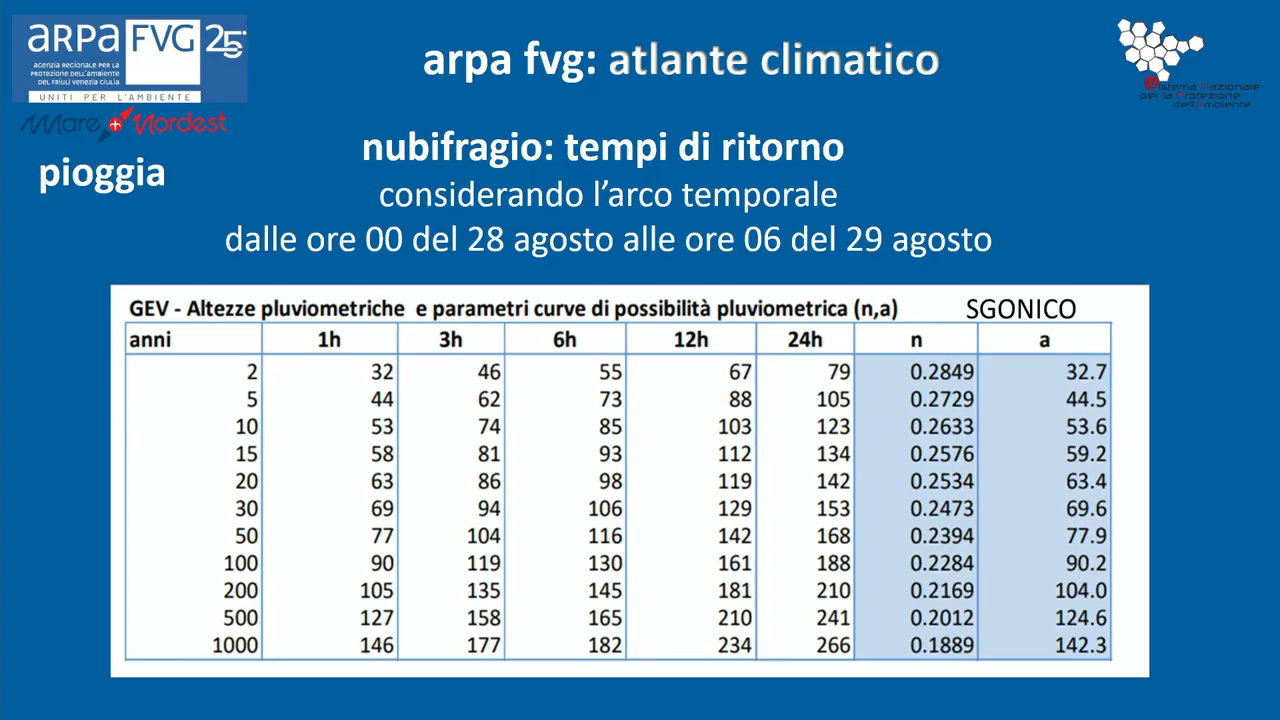 arpa FVG 25
agenzia regionale per la
protezione dell'ambiente
del friuli venezia giulia
UNITI PER L'AMBIENTE
Mare Nordest
arpa fvg: atlante climatico
Sistema Nazionale
per la Protezione
dell'Ambiente
pioggia
nubifragio: tempi di ritorno
considerando l'arco temporale
dalle ore 00 del 28 agosto alle ore 06 del 29 agosto
GEV - Altezze pluviometriche e parametri curve di possibilità pluviometrica (n,a) SGONICO
anni 1h 3h 6h 12h 24h n a
2 32 46 55 67 79 0.2849 32.7
5 44 62 73 88 105 0.2729 44.5
10 53 74 85 103 123 0.2633 53.6
15 58 81 93 112 134 0.2576 59.2
20 63 86 98 119 142 0.2534 63.4
30 69 94 106 129 153 0.2473 69.6
50 77 104 116 142 168 0.2394 77.9
100 90 119 130 161 188 0.2284 90.2
200 105 135 145 181 210 0.2169 104.0
500 127 158 165 210 241 0.2012 124.6
1000 146 177 182 234 266 0.1889 142.3